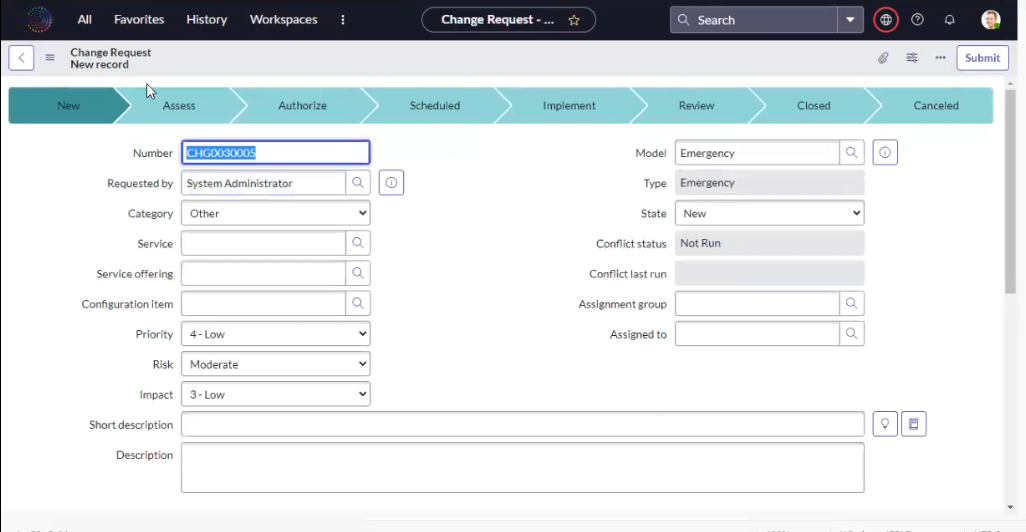 All Favorites History Workspaces Change Request - ... Search
Change Request
New record
Submit
New Assess Authorize Scheduled Implement Review Closed Canceled
Number CHG0030005 Model Emergency
Requested by System Administrator Type Emergency
Category Other State New
Service Conflict status Not Run
Service offering Conflict last run
Configuration item Assignment group
Priority 4 - Low Assigned to
Risk Moderate
Impact 3 - Low
Short description
Description